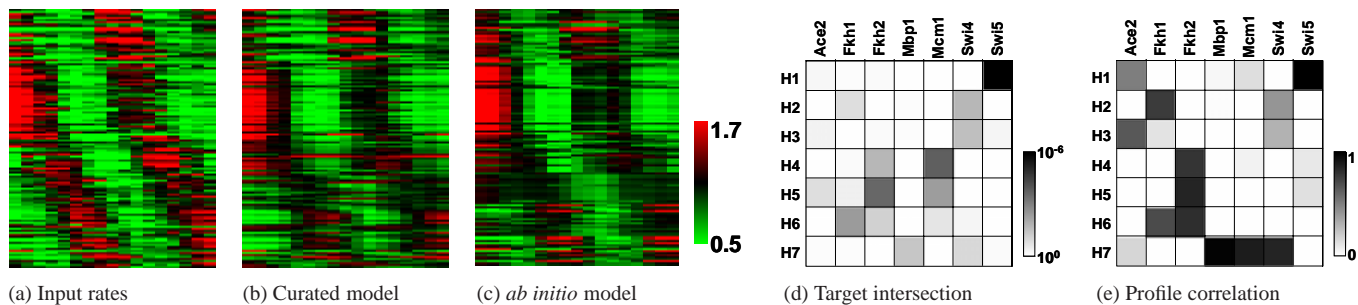 1.7
0.5
Ace2
Fkh1
Fkh2
Mbp1
Mcm1
Swi4
Swi5
H1
H2
H3
H4
H5
H6
H7
10-6
100
Ace2
Fkh1
Fkh2
Mbp1
Mcm1
Swi4
Swi5
H1
H2
H3
H4
H5
H6
H7
1
0
(a) Input rates
(b) Curated model
(c) ab initio model
(d) Target intersection
(e) Profile correlation